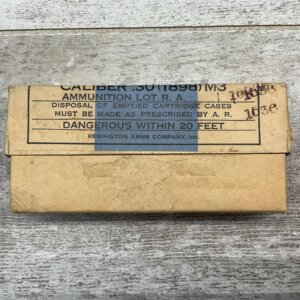 CALIBER .30 (1898) M3
AMMUNITION LOT R. A.
1038
DISPOSAL OF EMPTIED CARTRIDGE CASES
MUST BE MADE AS PRESCRIBED BY A. R.
DANGEROUS WITHIN 20 FEET
REMINGTON ARMS COMPANY, INC.